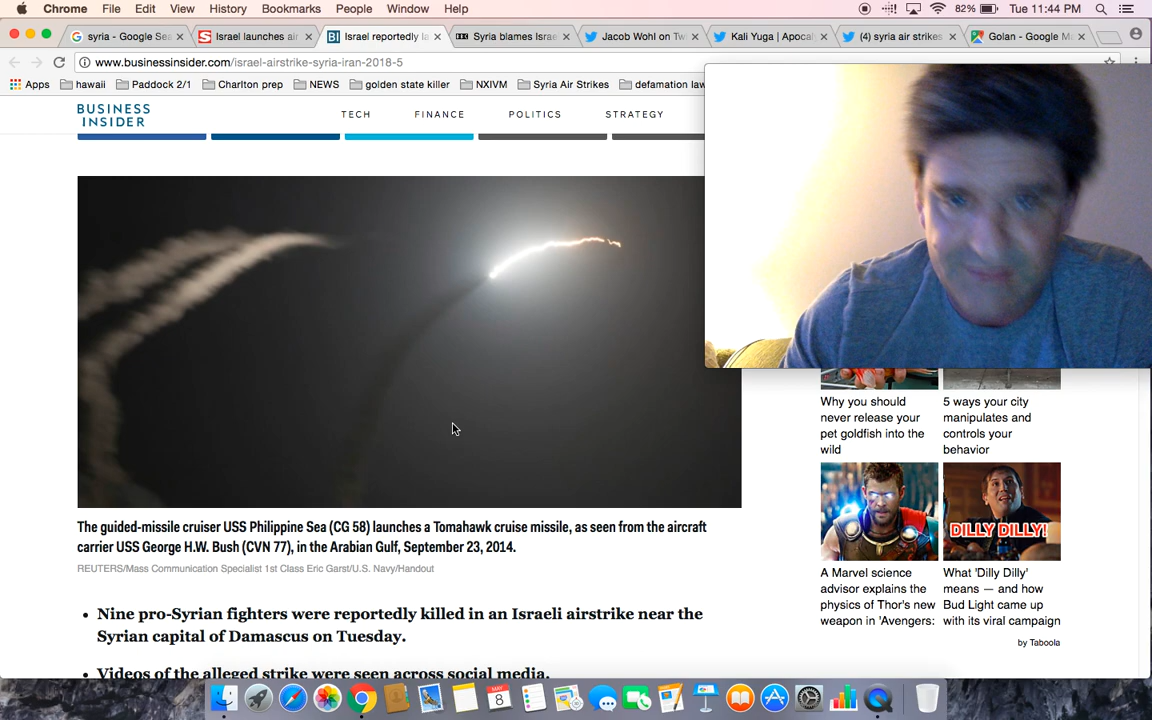 Chrome File Edit View History Bookmarks People Window Help 82% Tue 11:44 PM
syria - Google Sea Israel launches air Israel reportedly la Syria blames Israe Jacob Wohl on Tw Kali Yuga | Apocal (4) syria air strikes Golan - Google Ma
www.businessinsider.com/israel-airstrike-syria-iran-2018-5
Apps hawaii Paddock 2/1 Charlton prep NEWS golden state killer NXIVM Syria Air Strikes defamation law
BUSINESS
INSIDER
TECH FINANCE POLITICS STRATEGY
The guided-missile cruiser USS Philippine Sea (CG 58) launches a Tomahawk cruise missile, as seen from the aircraft
carrier USS George H.W. Bush (CVN 77), in the Arabian Gulf, September 23, 2014.
REUTERS/Mass Communication Specialist 1st Class Eric Garst/U.S. Navy/Handout
• Nine pro-Syrian fighters were reportedly killed in an Israeli airstrike near the
Syrian capital of Damascus on Tuesday.
• Videos of the alleged strike were seen across social media.
Why you should
never release your
pet goldfish into the
wild
5 ways your city
manipulates and
controls your
behavior
DILLY DILLY!
A Marvel science
advisor explains the
physics of Thor's new
weapon in 'Avengers:
What 'Dilly Dilly'
means — and how
Bud Light came up
with its viral campaign
by Taboola
MAY
8